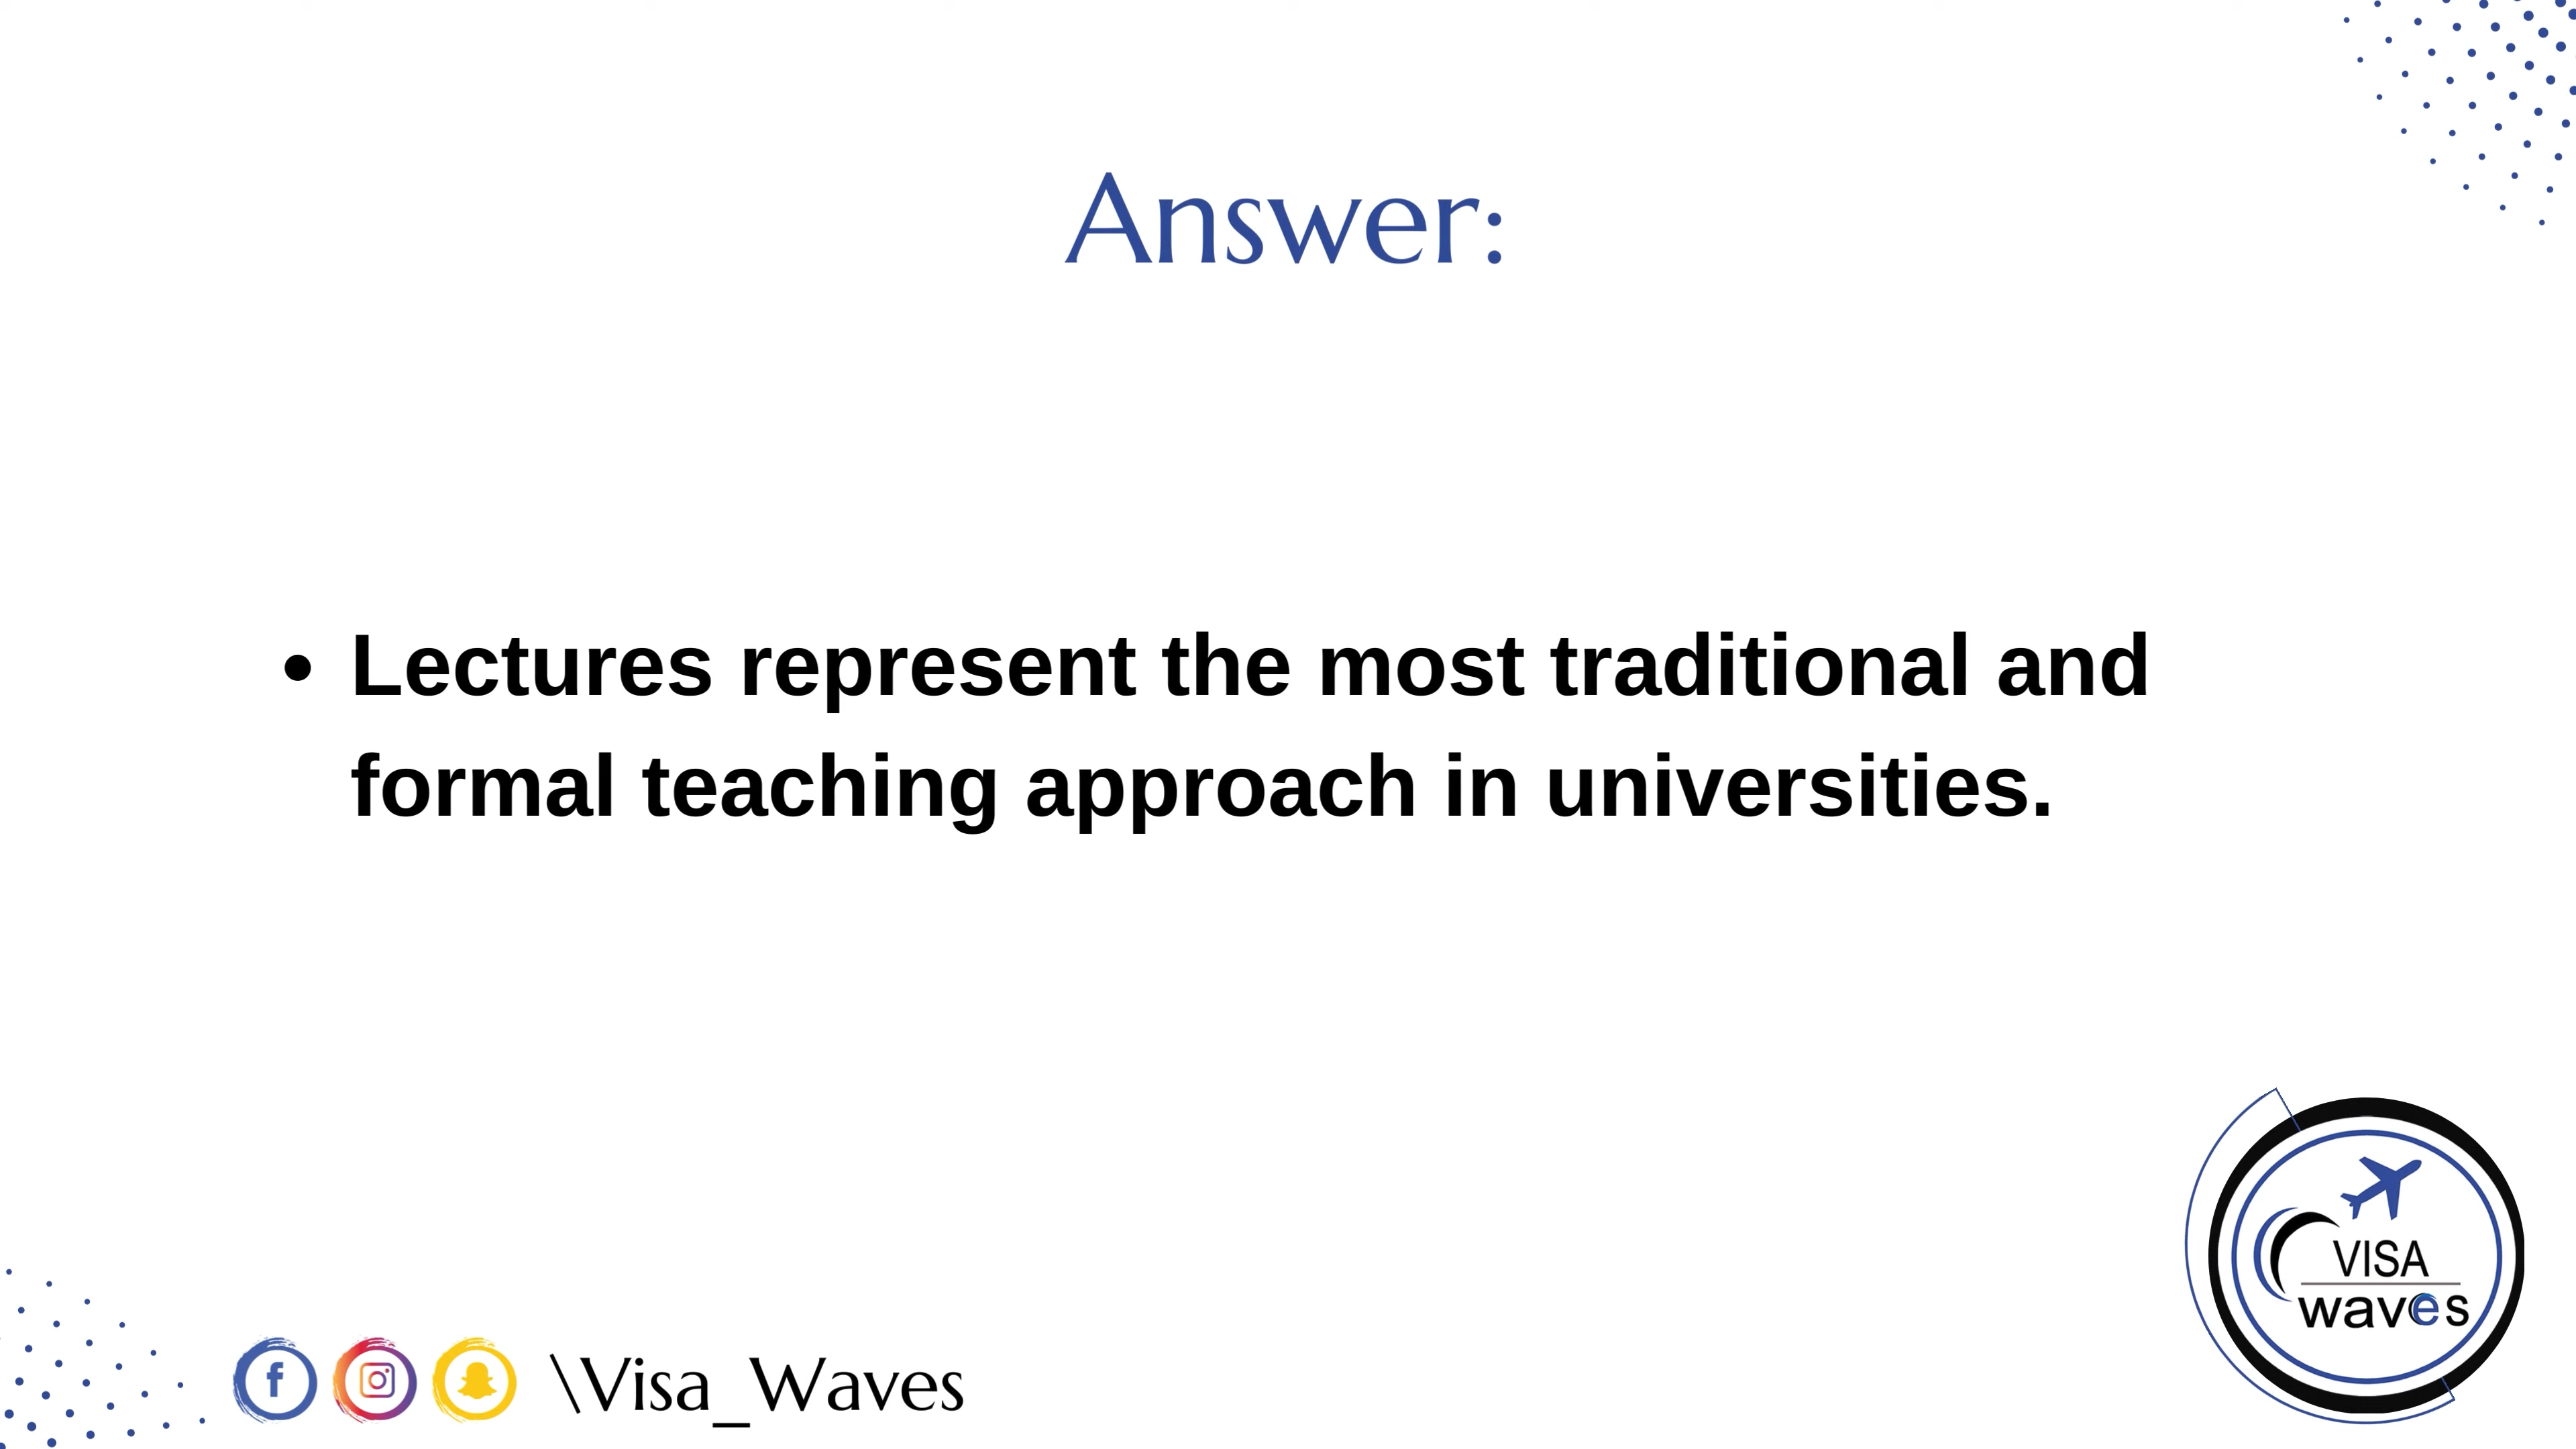 Answer:
• Lectures represent the most traditional and
formal teaching approach in universities.
VISA
waves
\Visa_Waves